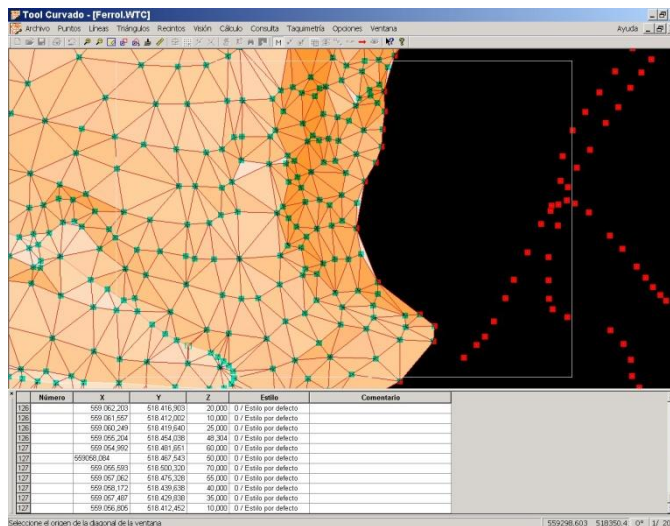 Tool Curvado - [Ferrol.WTC]
Archivo Puntos Líneas Triángulos Recintos Visión Cálculo Consulta Taquimetría Opciones Ventana Ayuda
Número X Y Z Estilo Comentario
126 559.062,203 518.416,903 20,000 0 / Estilo por defecto
126 559.061,557 518.412,002 10,000 0 / Estilo por defecto
126 559.060,249 518.419,640 25,000 0 / Estilo por defecto
126 559.055,204 518.454,038 48,304 0 / Estilo por defecto
127 559.054,992 518.481,651 60,000 0 / Estilo por defecto
127 559058,084 518.467,543 50,000 0 / Estilo por defecto
127 559.055,593 518.500,320 70,000 0 / Estilo por defecto
127 559.057,062 518.475,328 55,000 0 / Estilo por defecto
127 559.058,172 518.439,638 40,000 0 / Estilo por defecto
127 559.057,487 518.429,838 35,000 0 / Estilo por defecto
127 559.056,805 518.412,452 10,000 0 / Estilo por defecto
Seleccione el origen de la diagonal de la ventana 559298,603 518350,4 0* 1/ 20